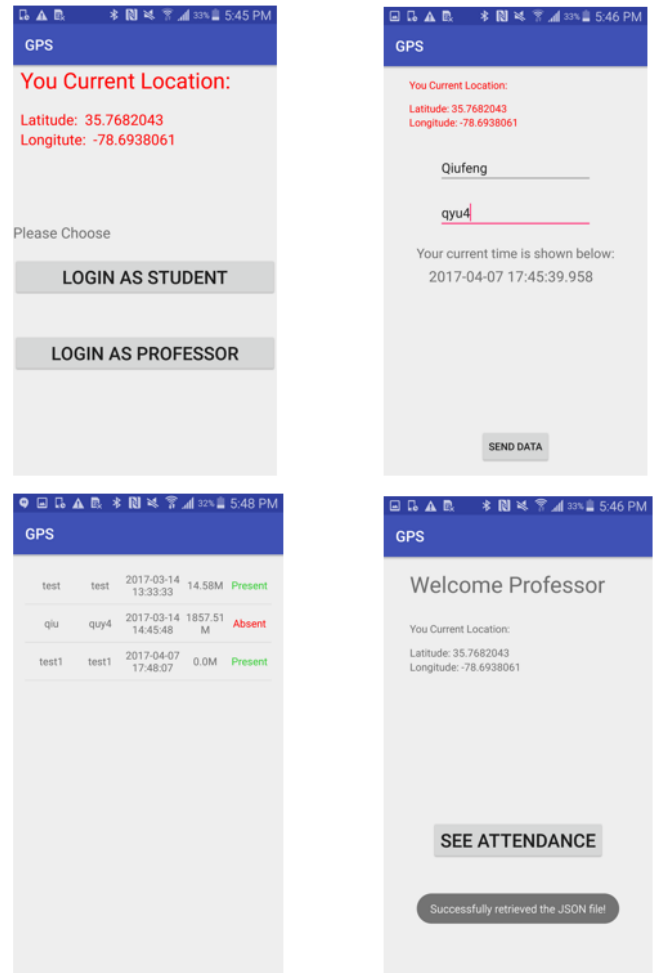 33% 5:45 PM
GPS
You Current Location:
Latitude: 35.7682043
Longitute: -78.6938061
Please Choose
LOGIN AS STUDENT
LOGIN AS PROFESSOR
33% 5:46 PM
GPS
You Current Location:
Latitude: 35.7682043
Longitude: -78.6938061
Qiufeng
qyu4
Your current time is shown below:
2017-04-07 17:45:39.958
SEND DATA
32% 5:48 PM
GPS
test test 2017-03-14 14.58M Present
13:33:33
qiu quy4 2017-03-14 1857.51 Absent
14:45:48 M
test1 test1 2017-04-07 0.0M Present
17:48:07
33% 5:46 PM
GPS
Welcome Professor
You Current Location:
Latitude: 35.7682043
Longitude: -78.6938061
SEE ATTENDANCE
Successfully retrieved the JSON file!